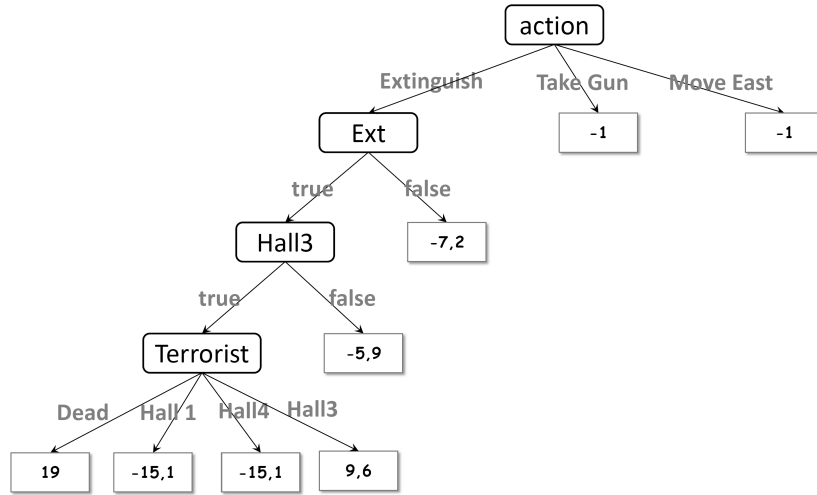 action
Extinguish Take Gun Move East
Ext -1 -1
true false
Hall3 -7,2
true false
Terrorist -5,9
Dead Hall 1 Hall4 Hall3
19 -15,1 -15,1 9,6